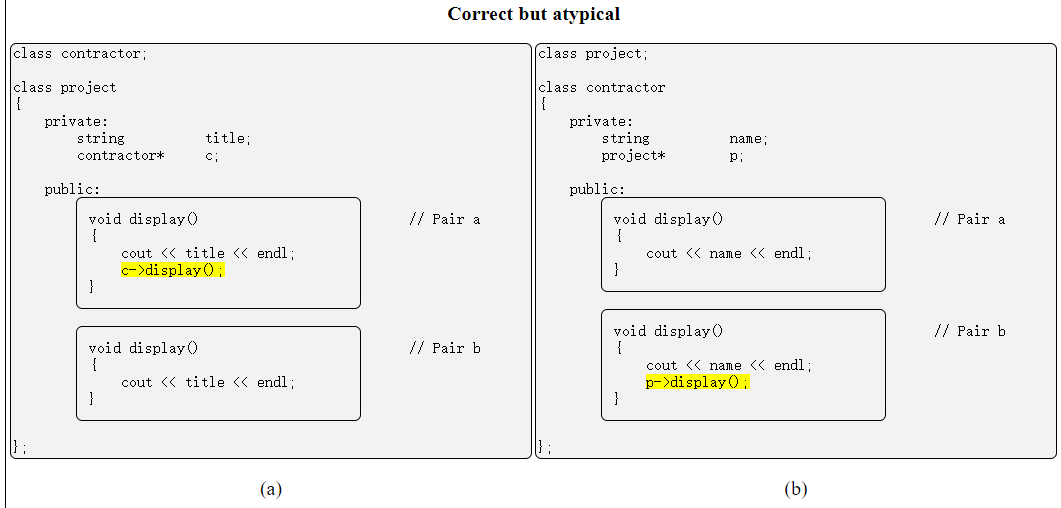 Correct but atypical
class contractor;
class project
{
    private:
        string          title;
        contractor*     c;
    public:
        void display()                          // Pair a
        {
            cout << title << endl;
            c->display();
        }
        void display()                          // Pair b
        {
            cout << title << endl;
        }
};
(a)
class project;
class contractor
{
    private:
        string          name;
        project*        p;
    public:
        void display()                          // Pair a
        {
            cout << name << endl;
        }
        void display()                          // Pair b
        {
            cout << name << endl;
            p->display();
        }
};
(b)